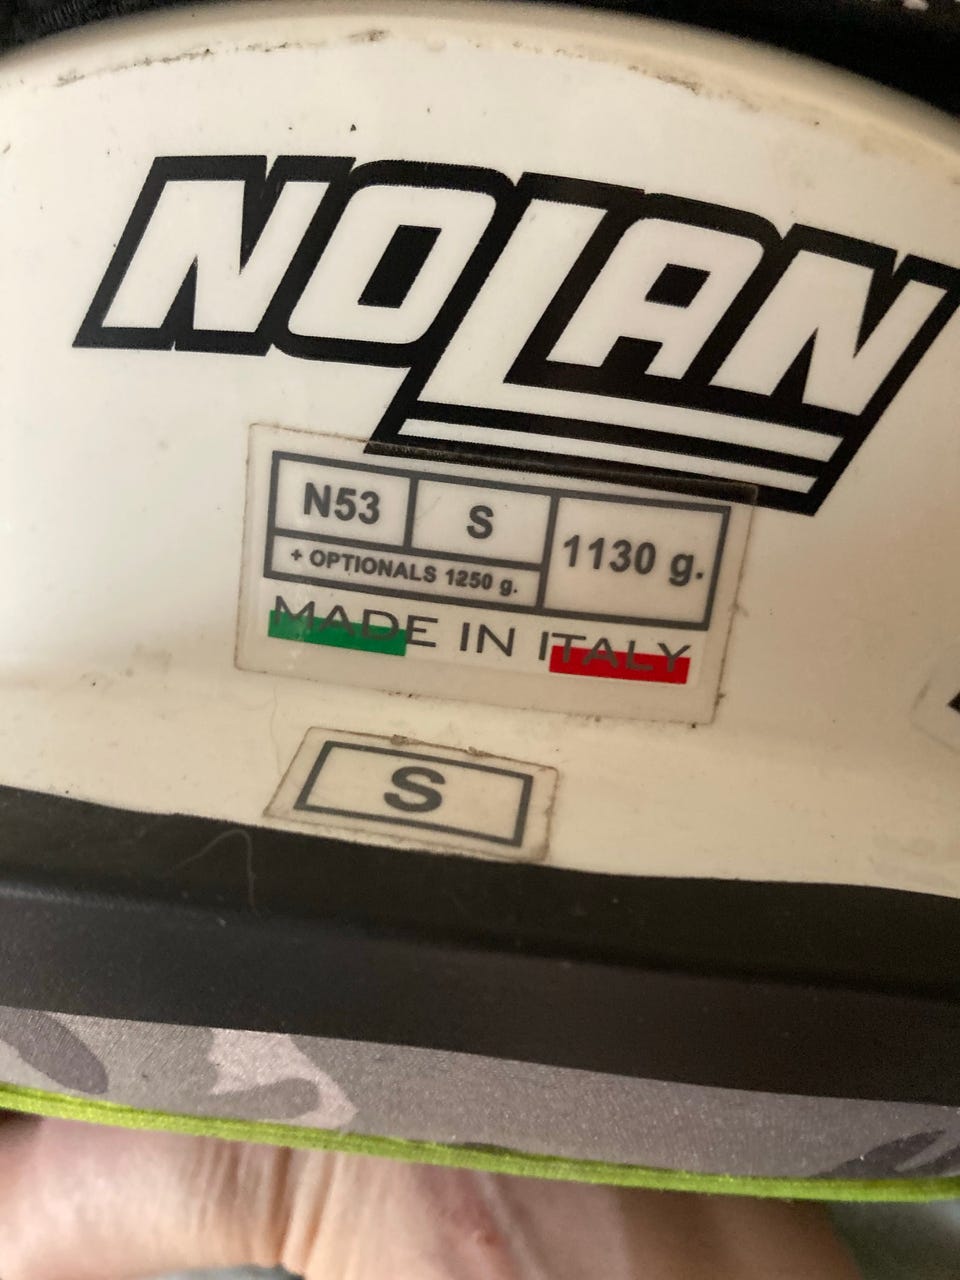 NOLAN
N53 S 1130 g.
+ OPTIONALS 1250 g.
MADE IN ITALY
S